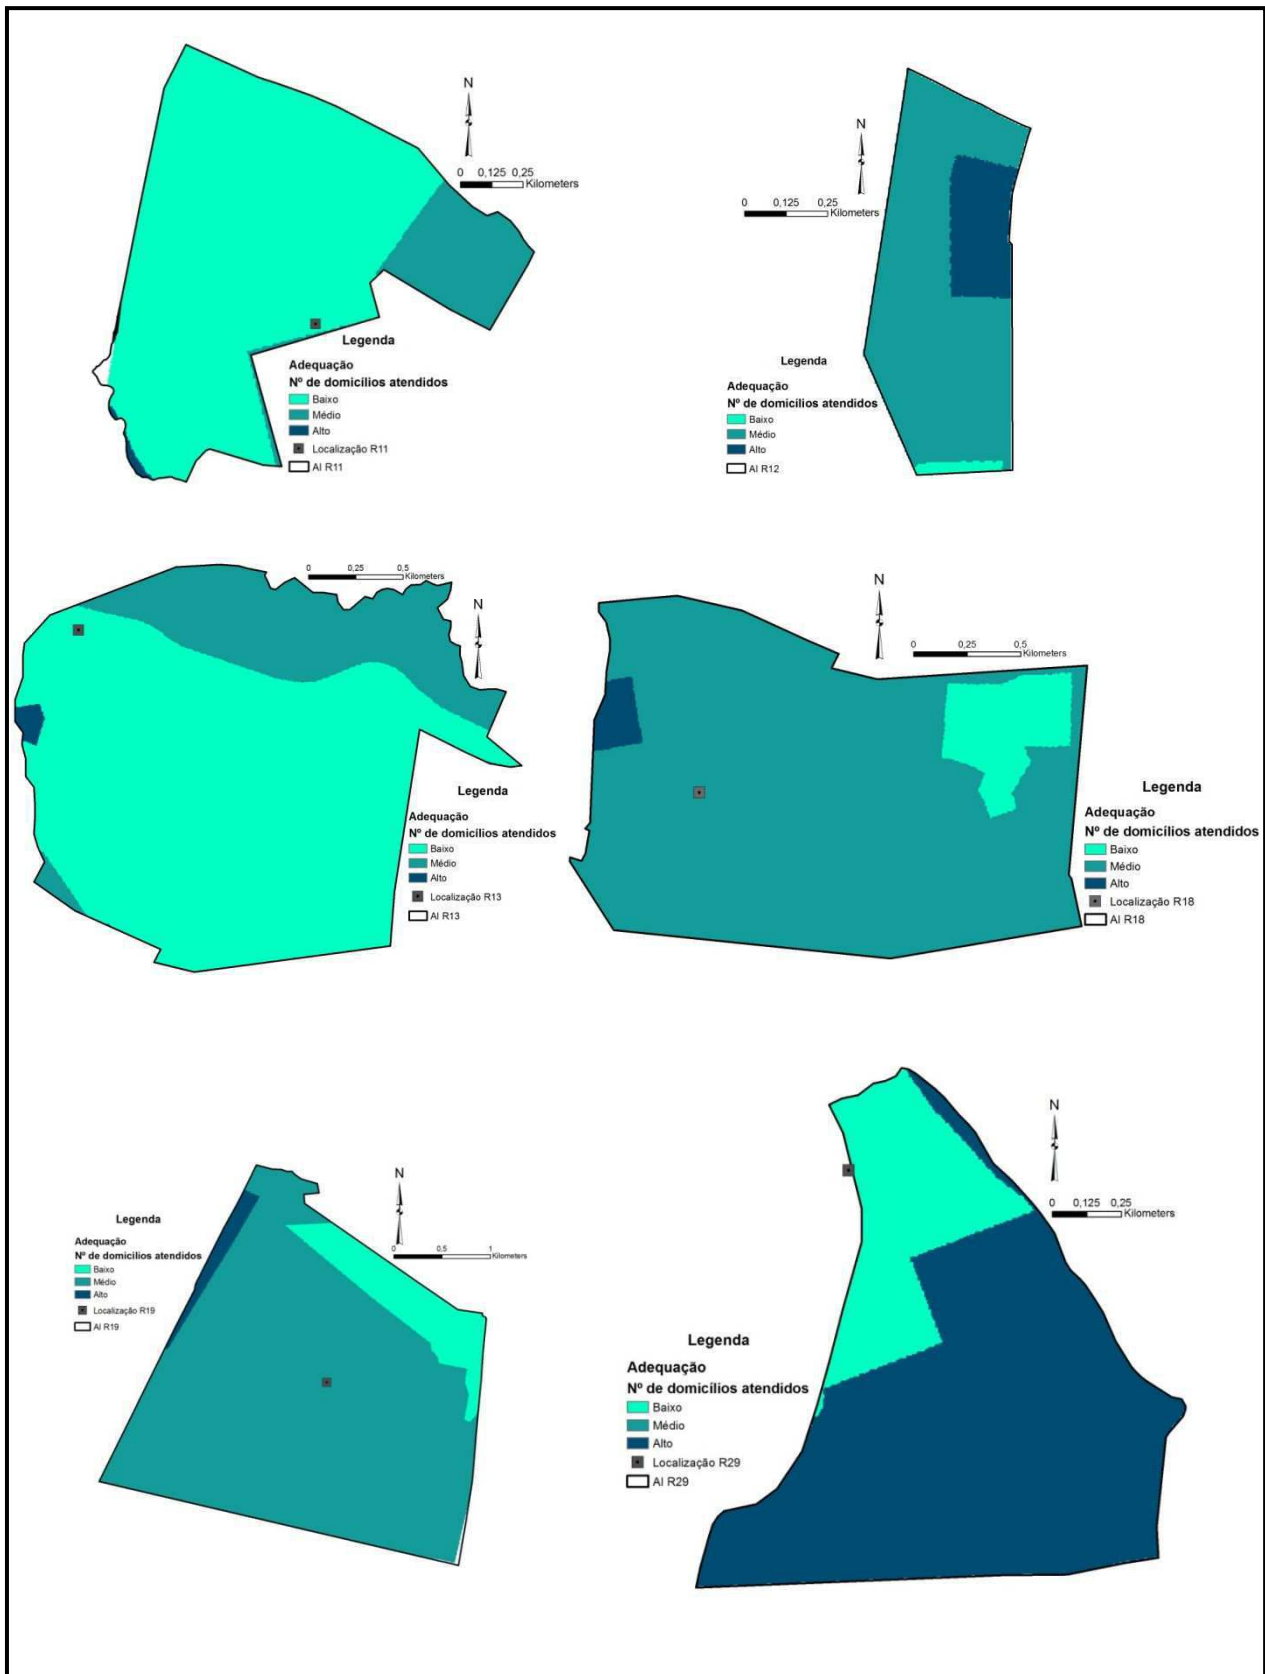 N
0 0,125 0,25
Kilometers
Legenda
Adequação
Nº de domicílios atendidos
Baixo
Médio
Alto
Localização R11
AI R11
N
0 0,125 0,25
Kilometers
Legenda
Adequação
Nº de domicílios atendidos
Baixo
Médio
Alto
AI R12
0 0,25 0,5
Kilometers
N
Legenda
Adequação
Nº de domicílios atendidos
Baixo
Médio
Alto
Localização R13
AI R13
N
0 0,25 0,5
Kilometers
Legenda
Adequação
Nº de domicílios atendidos
Baixo
Médio
Alto
Localização R18
AI R18
N
0 0,5 1
Kilometers
Legenda
Adequação
Nº de domicílios atendidos
Baixo
Médio
Alto
Localização R19
AI R19
N
0 0,125 0,25
Kilometers
Legenda
Adequação
Nº de domicílios atendidos
Baixo
Médio
Alto
Localização R29
AI R29